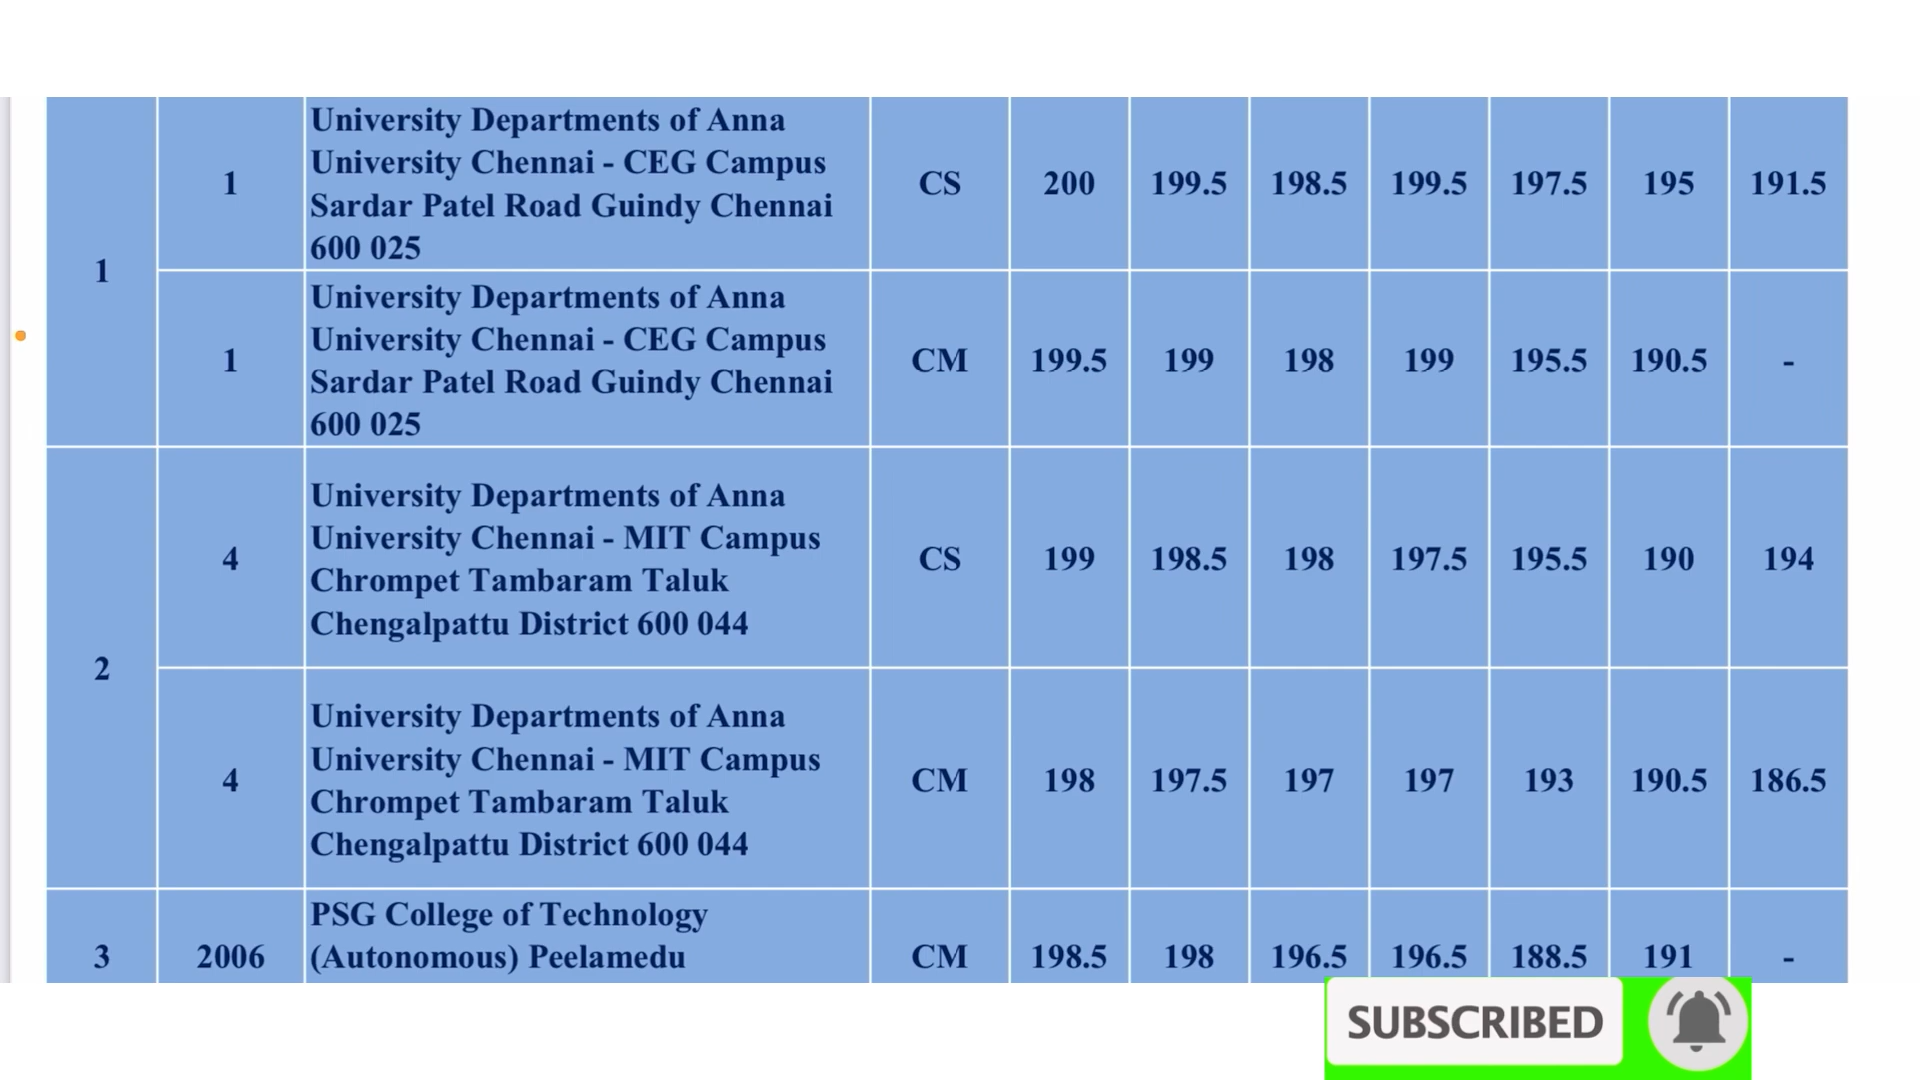 1
1
University Departments of Anna
University Chennai - CEG Campus
Sardar Patel Road Guindy Chennai
600 025
CS 200 199.5 198.5 199.5 197.5 195 191.5
1
University Departments of Anna
University Chennai - CEG Campus
Sardar Patel Road Guindy Chennai
600 025
CM 199.5 199 198 199 195.5 190.5 -
2
4
University Departments of Anna
University Chennai - MIT Campus
Chrompet Tambaram Taluk
Chengalpattu District 600 044
CS 199 198.5 198 197.5 195.5 190 194
4
University Departments of Anna
University Chennai - MIT Campus
Chrompet Tambaram Taluk
Chengalpattu District 600 044
CM 198 197.5 197 197 193 190.5 186.5
3
2006
PSG College of Technology
(Autonomous) Peelamedu
CM 198.5 198 196.5 196.5 188.5 191 -
SUBSCRIBED